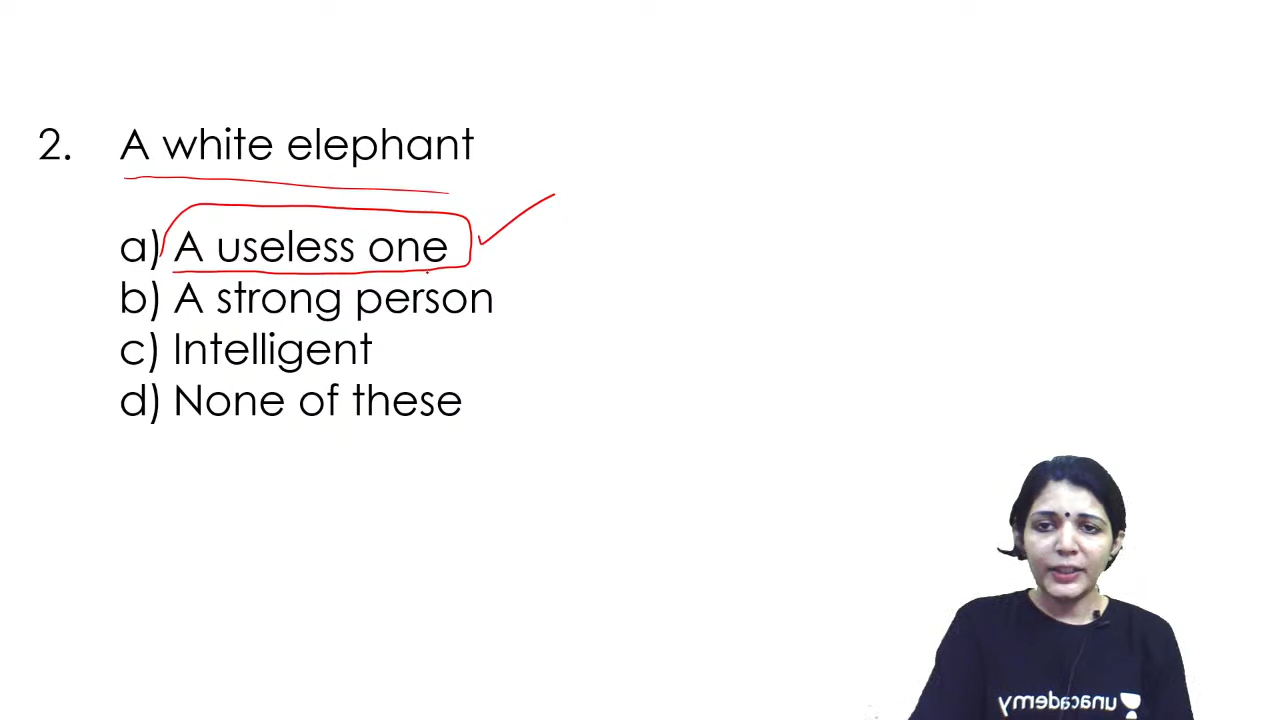 2. A white elephant
a) A useless one
b) A strong person
c) Intelligent
d) None of these
unacademy